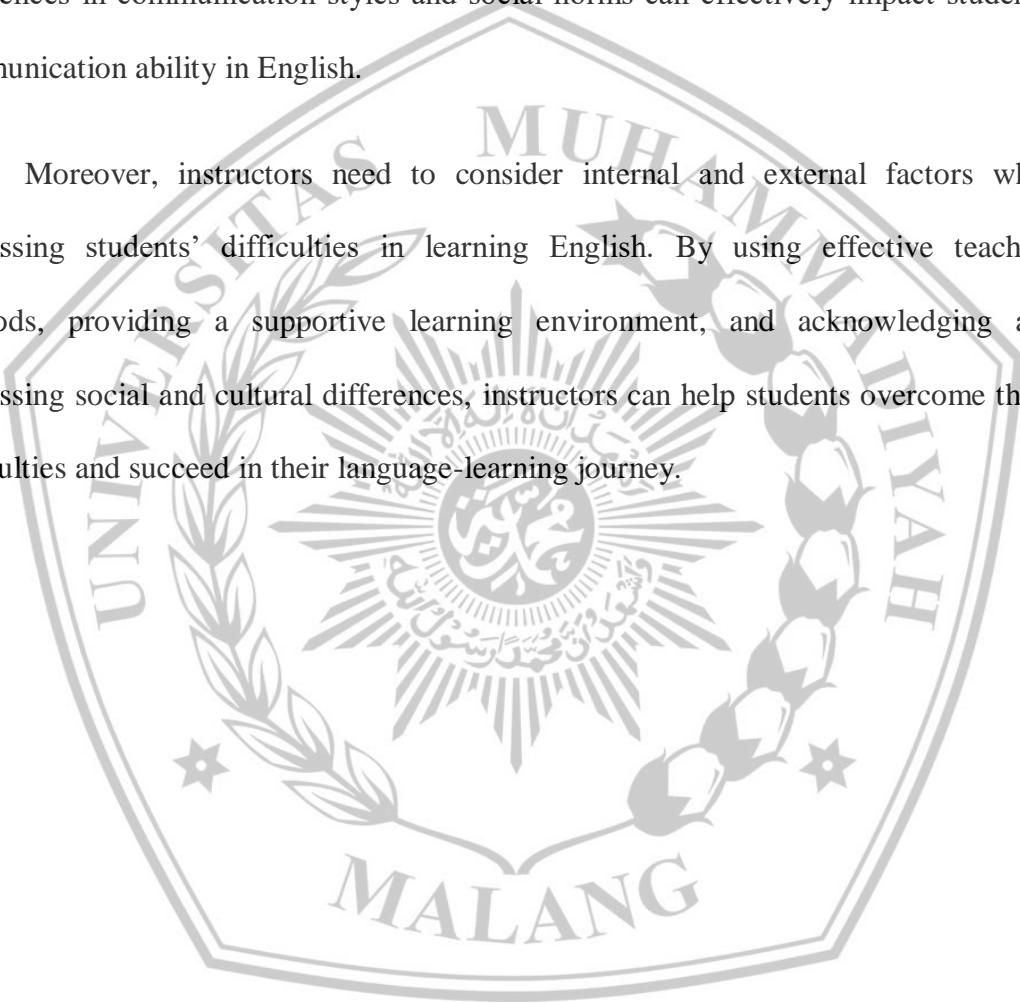 ences in communication styles and social norms can effectively impact studen
munication ability in English.
Moreover, instructors need to consider internal and external factors wh
ssing students’ difficulties in learning English. By using effective teach
ods, providing a supportive learning environment, and acknowledging a
ssing social and cultural differences, instructors can help students overcome th
ulties and succeed in their language-learning journey.
UNIVERSITAS MUHAMMADIYAH
MALANG